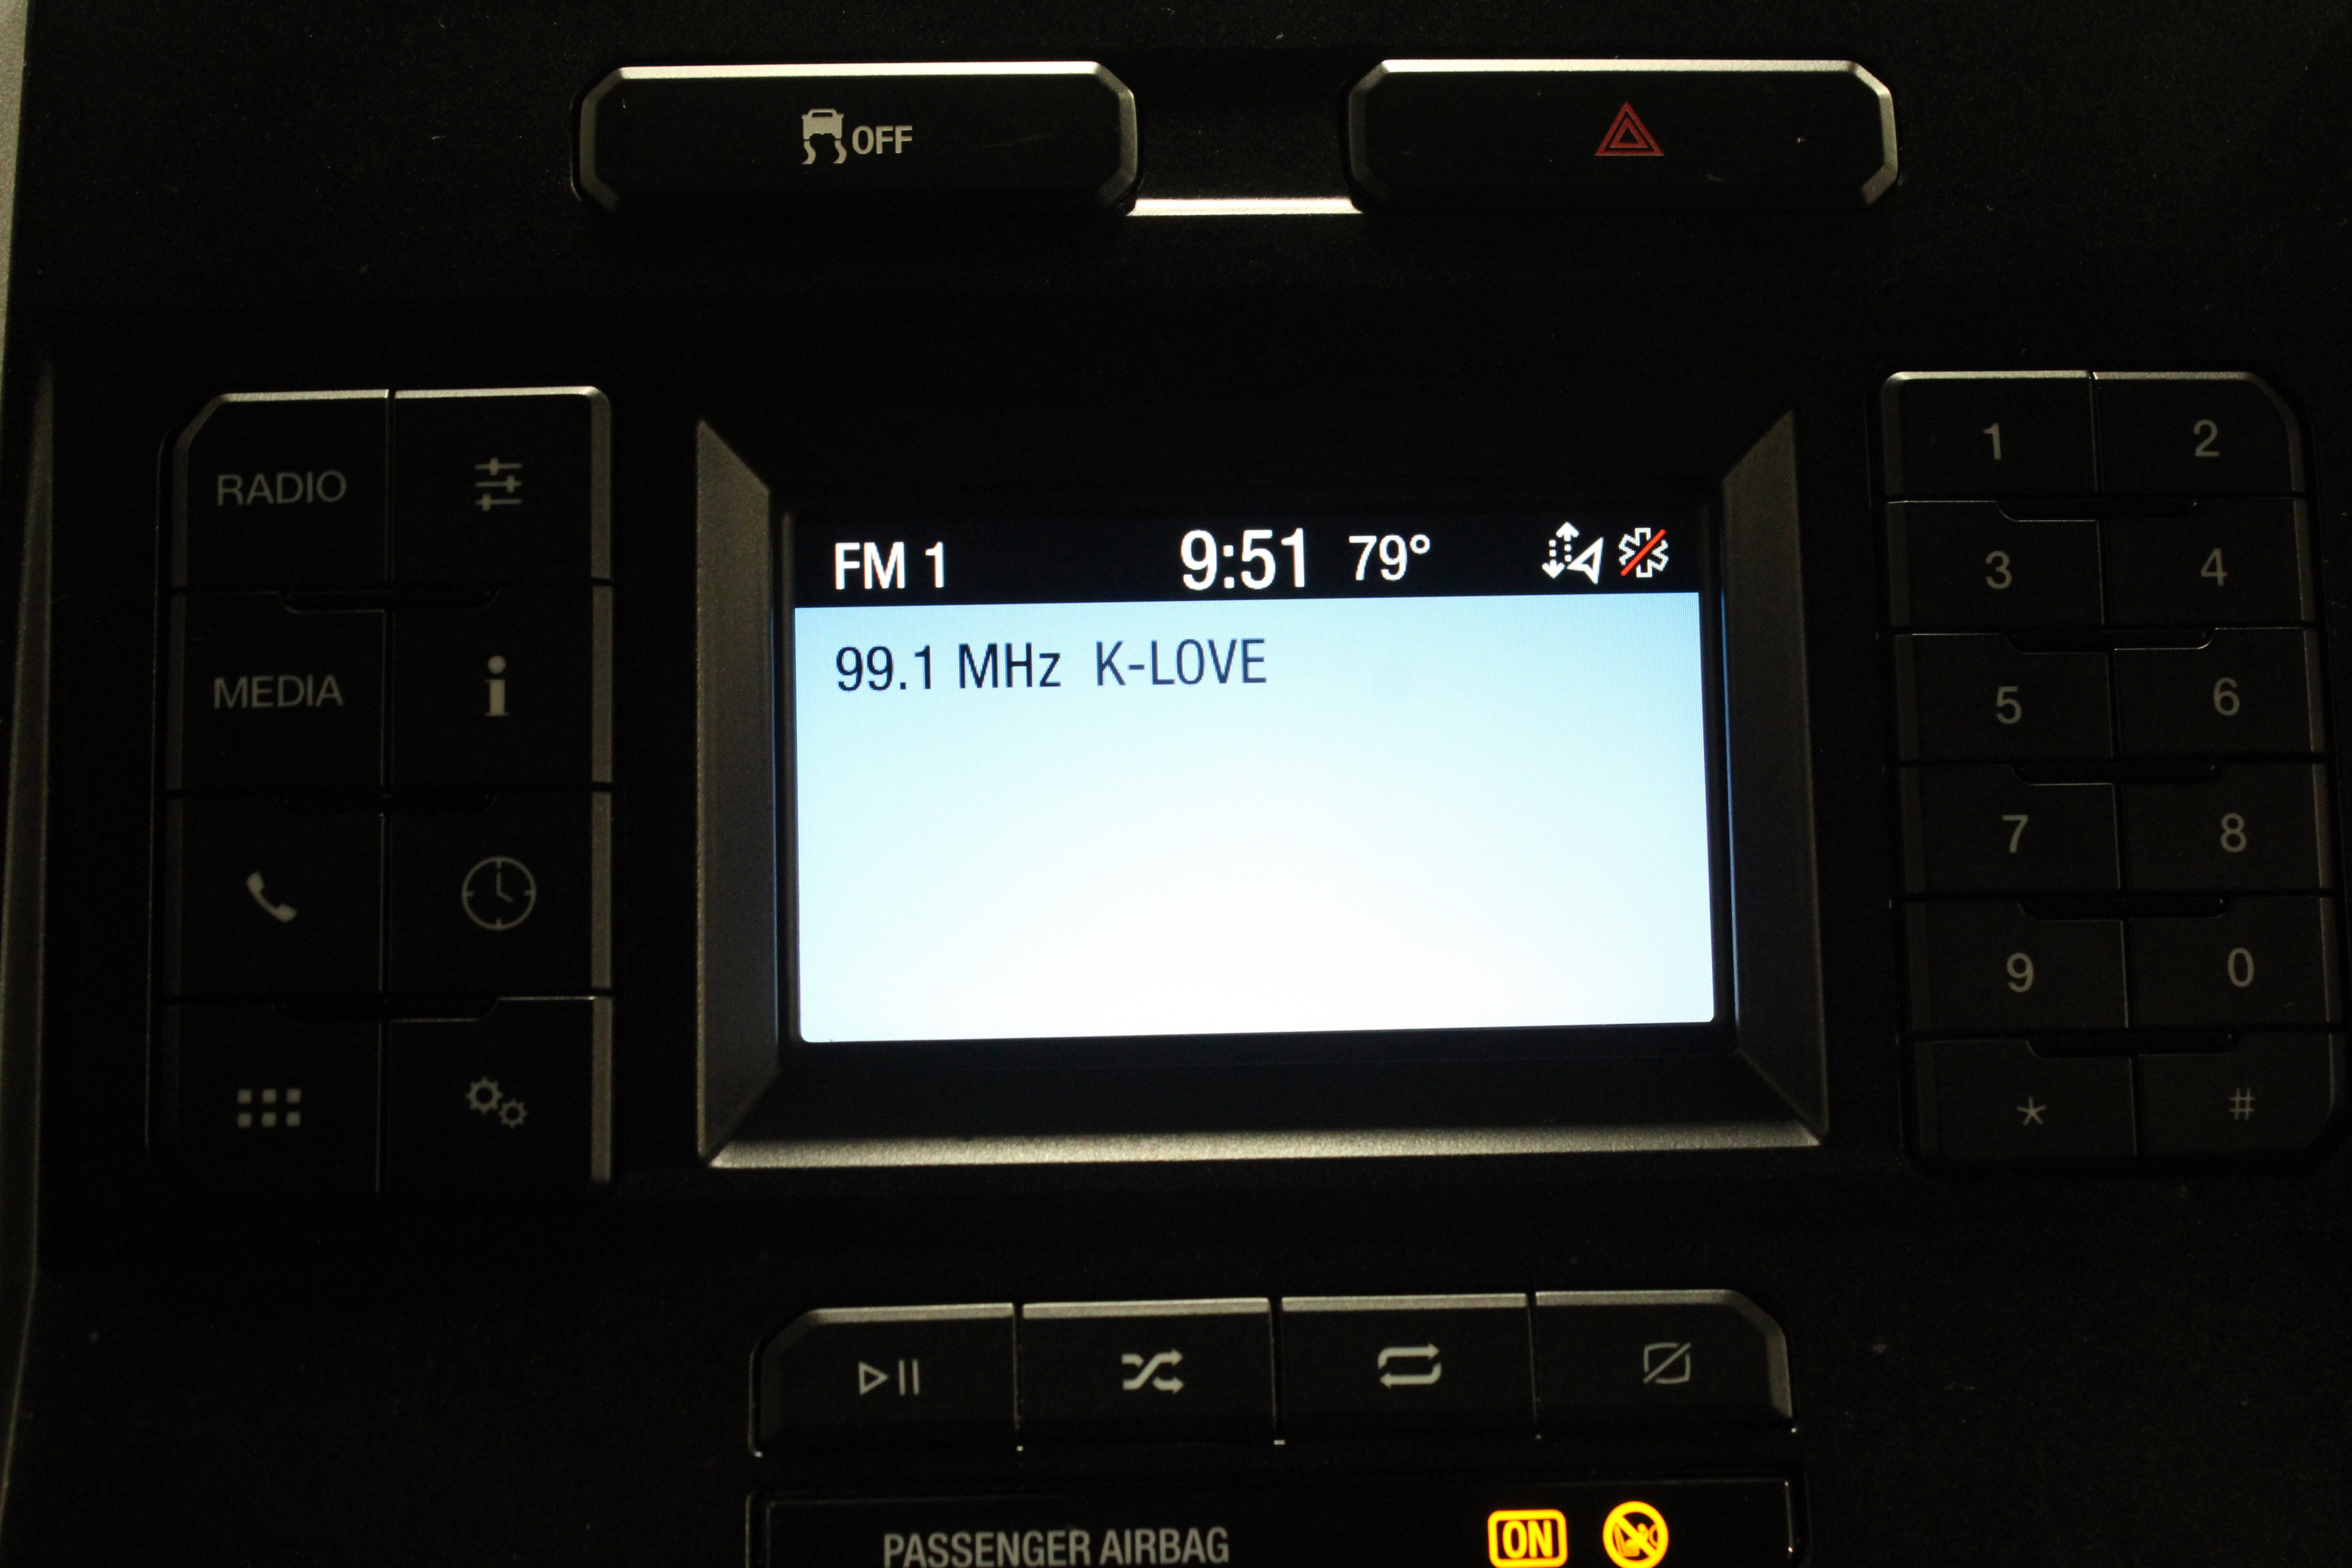 OFF
FM 1 9:51 79°
99.1 MHz K-LOVE
RADIO
MEDIA
i
1 2
3 4
5 6
7 8
9 0
* #
PASSENGER AIRBAG ON